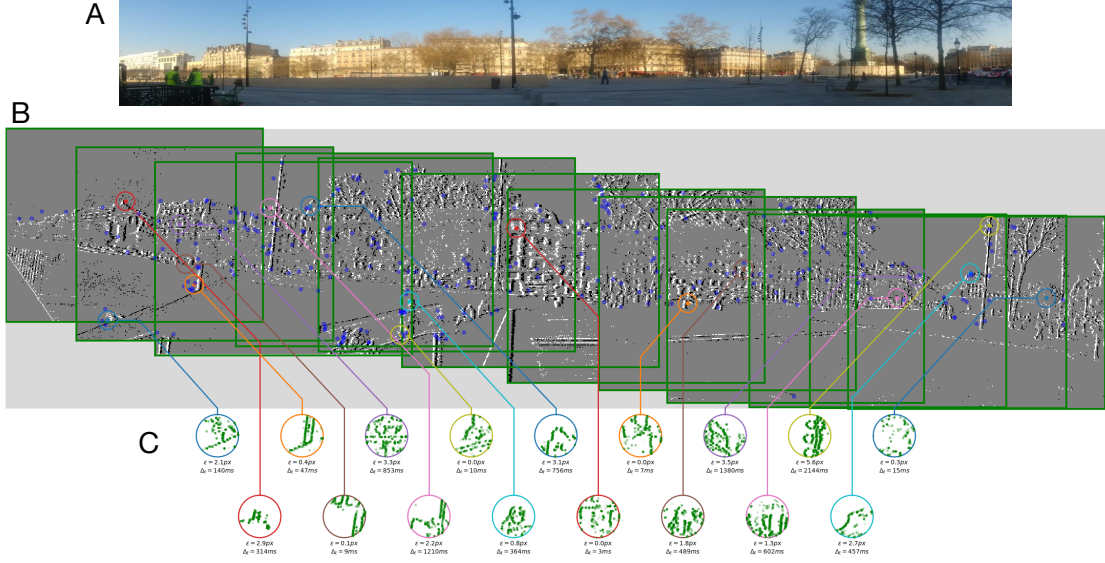 A
B
C
ε = 2.1px
Δₜ = 140ms
ε = 0.4px
Δₜ = 47ms
ε = 3.3px
Δₜ = 853ms
ε = 0.0px
Δₜ = 10ms
ε = 3.1px
Δₜ = 756ms
ε = 0.0px
Δₜ = 7ms
ε = 3.5px
Δₜ = 1380ms
ε = 5.6px
Δₜ = 2144ms
ε = 0.3px
Δₜ = 15ms
ε = 2.9px
Δₜ = 314ms
ε = 0.1px
Δₜ = 9ms
ε = 2.2px
Δₜ = 1210ms
ε = 0.8px
Δₜ = 364ms
ε = 0.0px
Δₜ = 3ms
ε = 1.8px
Δₜ = 489ms
ε = 1.3px
Δₜ = 602ms
ε = 2.7px
Δₜ = 457ms